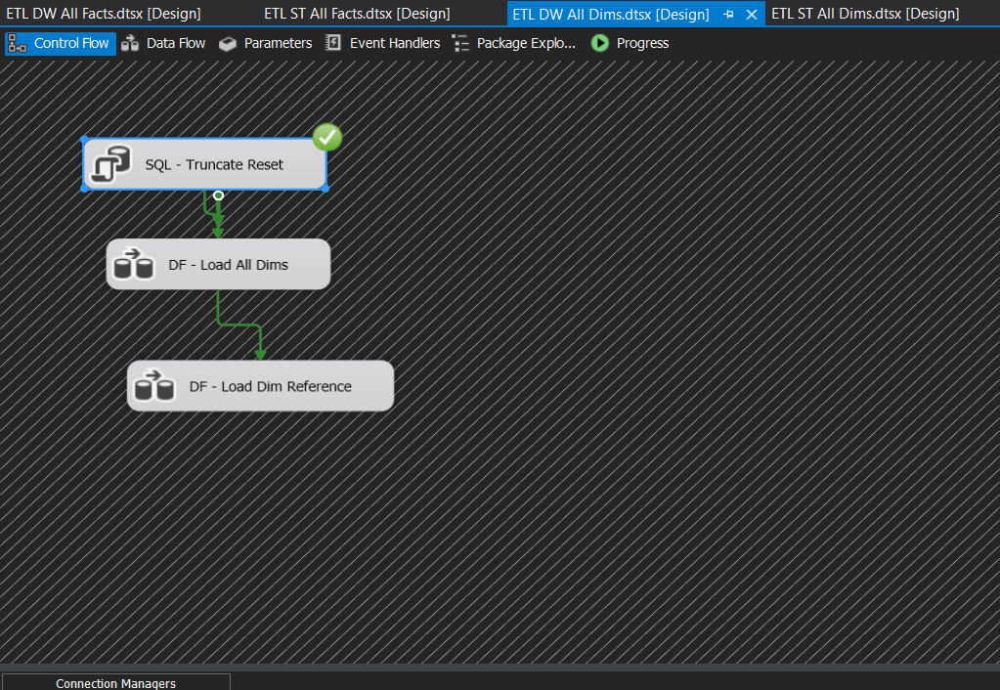 ETL DW All Facts.dtsx [Design] ETL ST All Facts.dtsx [Design] ETL DW All Dims.dtsx [Design] ETL ST All Dims.dtsx [Design]
Control Flow Data Flow Parameters Event Handlers Package Explo... Progress
SQL - Truncate Reset
DF - Load All Dims
DF - Load Dim Reference
Connection Managers